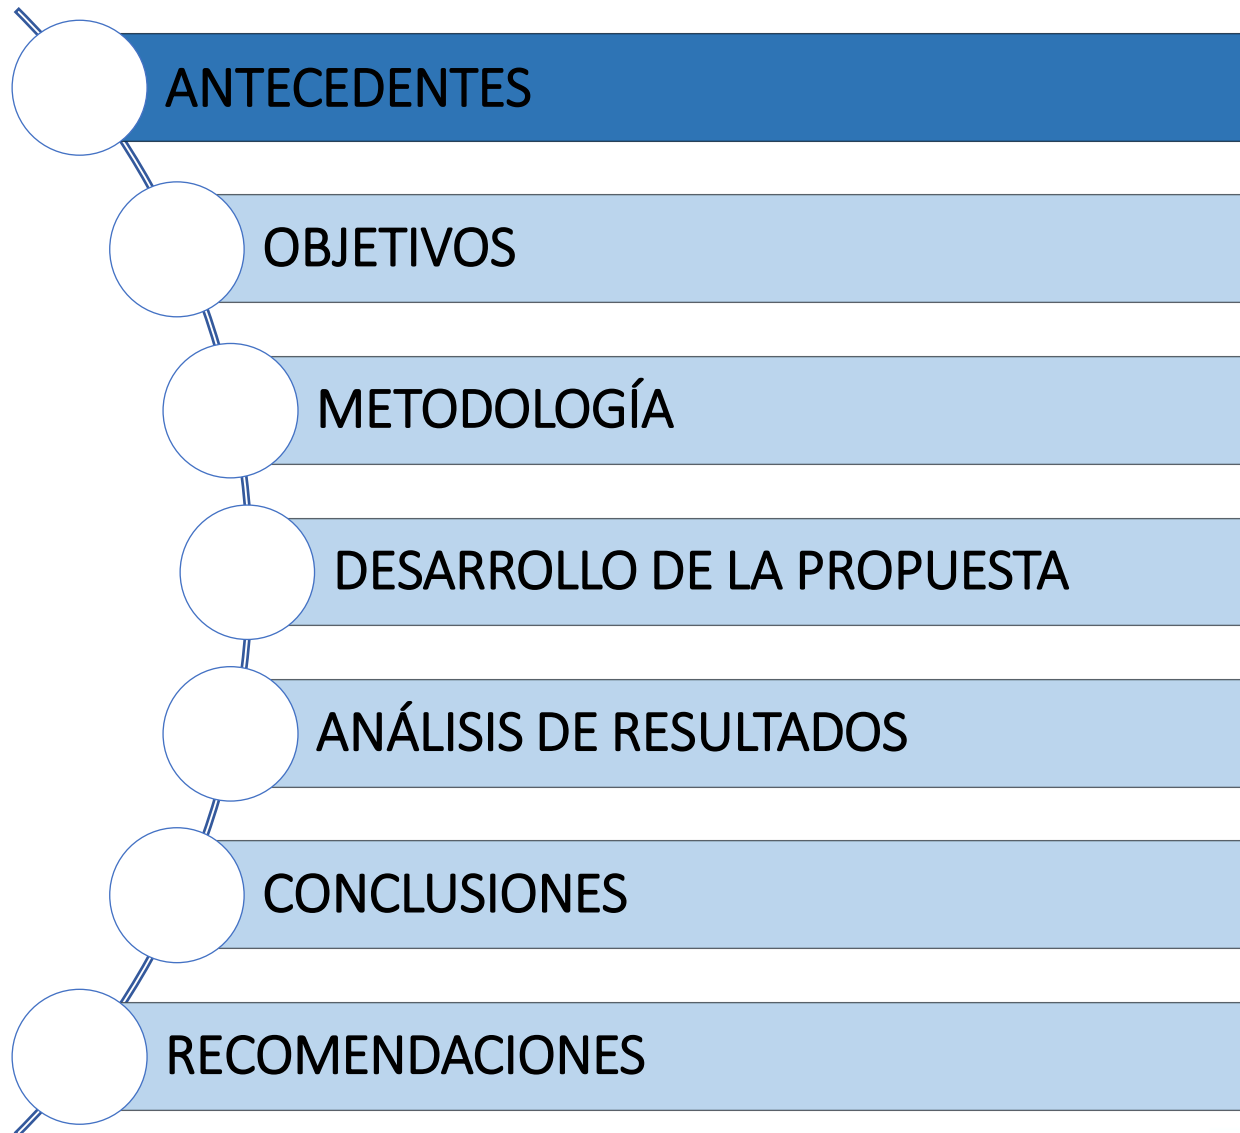 ANTECEDENTES
OBJETIVOS
METODOLOGÍA
DESARROLLO DE LA PROPUESTA
ANÁLISIS DE RESULTADOS
CONCLUSIONES
RECOMENDACIONES